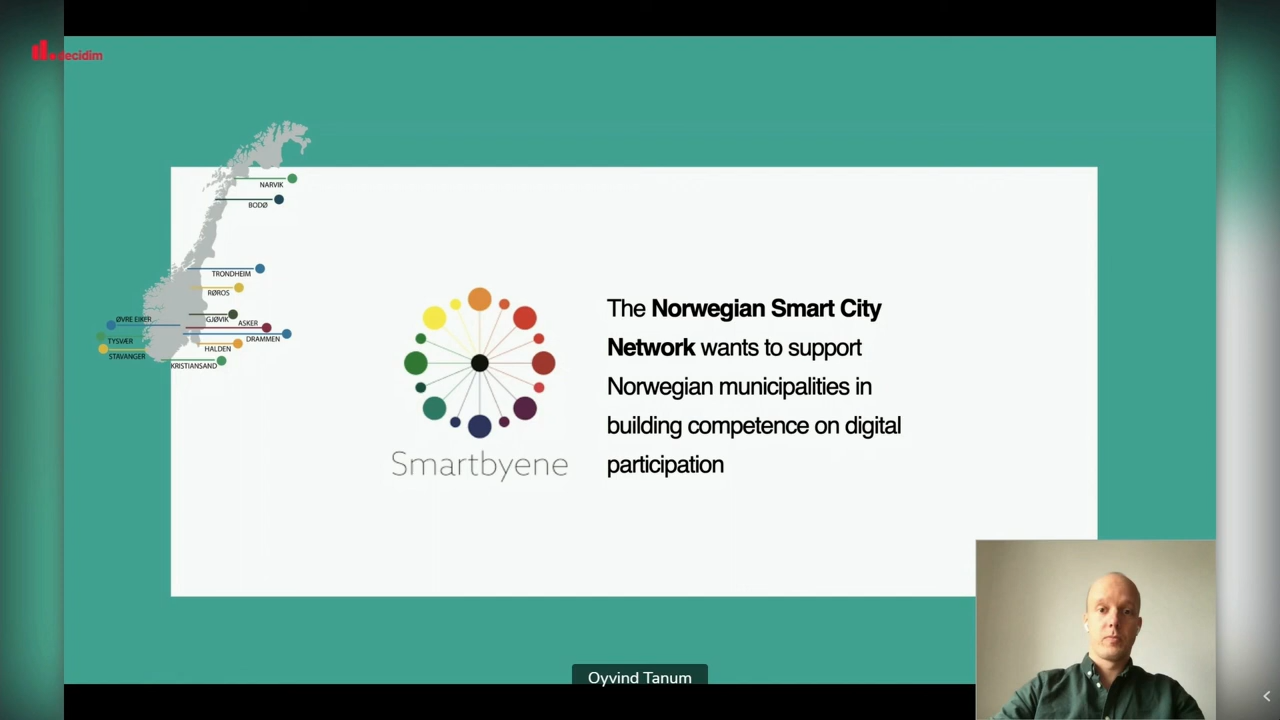 decidim
NARVIK
BODØ
TRONDHEIM
RØROS
GJØVIK
ØVRE EIKER
ASKER
DRAMMEN
TYSVÆR
HALDEN
STAVANGER
KRISTIANSAND
Smartbyene
The Norwegian Smart City
Network wants to support
Norwegian municipalities in
building competence on digital
participation
Oyvind Tanum